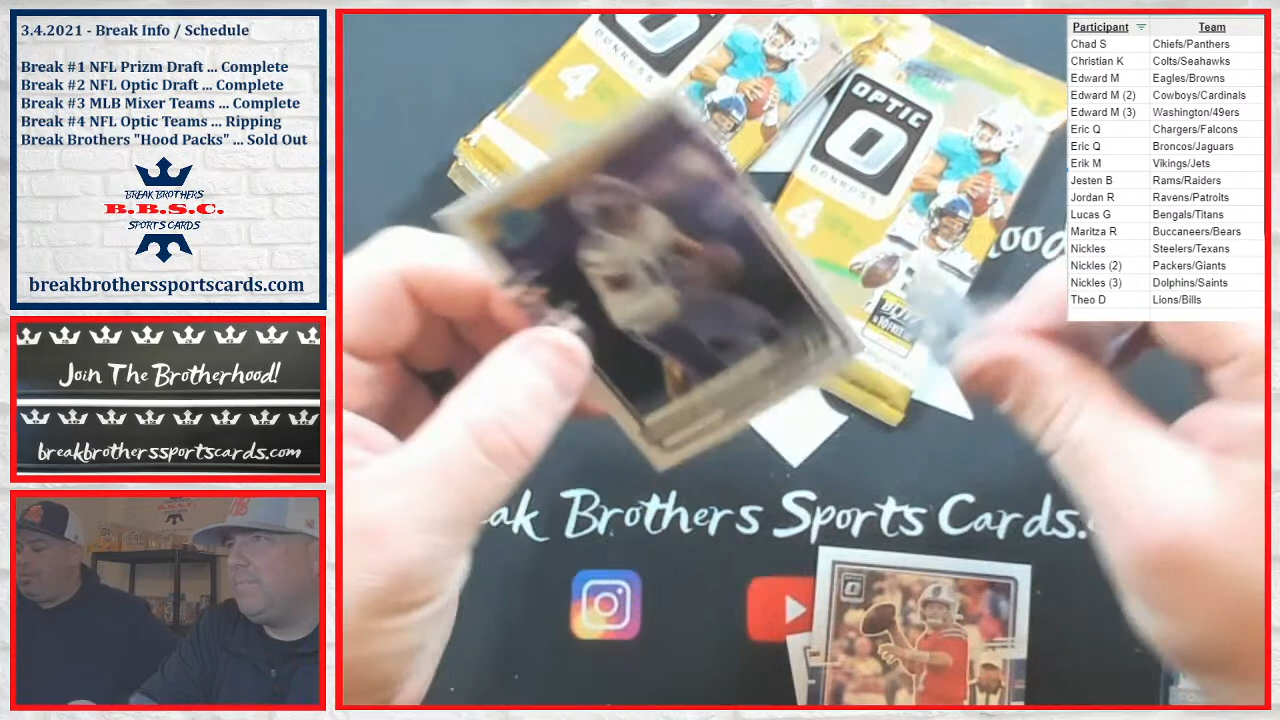 3.4.2021 - Break Info / Schedule
Break #1 NFL Prizm Draft ... Complete
Break #2 NFL Optic Draft ... Complete
Break #3 MLB Mixer Teams ... Complete
Break #4 NFL Optic Teams ... Ripping
Break Brothers "Hood Packs" ... Sold Out
BREAK BROTHERS
B.B.S.C.
SPORTS CARDS
breakbrotherssportscards.com
Join The Brotherhood!
breakbrotherssportscards.com
B.B.S.C.
DONRUSS
4
OPTIC
DONRUSS
4
ood
ak Brothers Sports Cards.
OPTIC
Participant Team
Chad S Chiefs/Panthers
Christian K Colts/Seahawks
Edward M Eagles/Browns
Edward M (2) Cowboys/Cardinals
Edward M (3) Washington/49ers
Eric Q Chargers/Falcons
Eric Q Broncos/Jaguars
Erik M Vikings/Jets
Jesten B Rams/Raiders
Jordan R Ravens/Patroits
Lucas G Bengals/Titans
Maritza R Buccaneers/Bears
Nickles Steelers/Texans
Nickles (2) Packers/Giants
Nickles (3) Dolphins/Saints
Theo D Lions/Bills